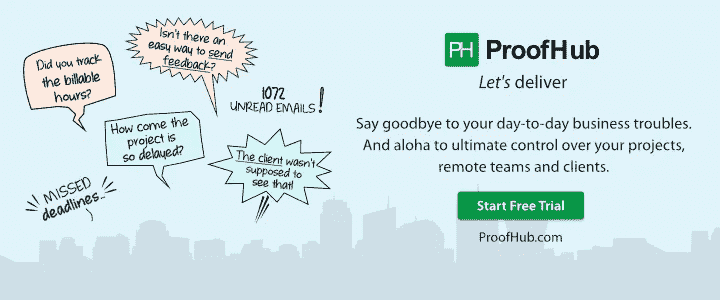 Isn't there an
easy way to send
feedback?
Did you track
the billable
hours?
1072
UNREAD EMAILS!
How come the
project is
so delayed?
The client wasn't
supposed to
see that!
MISSED
deadlines...
PH ProofHub
Let's deliver
Say goodbye to your day-to-day business troubles.
And aloha to ultimate control over your projects,
remote teams and clients.
Start Free Trial
ProofHub.com